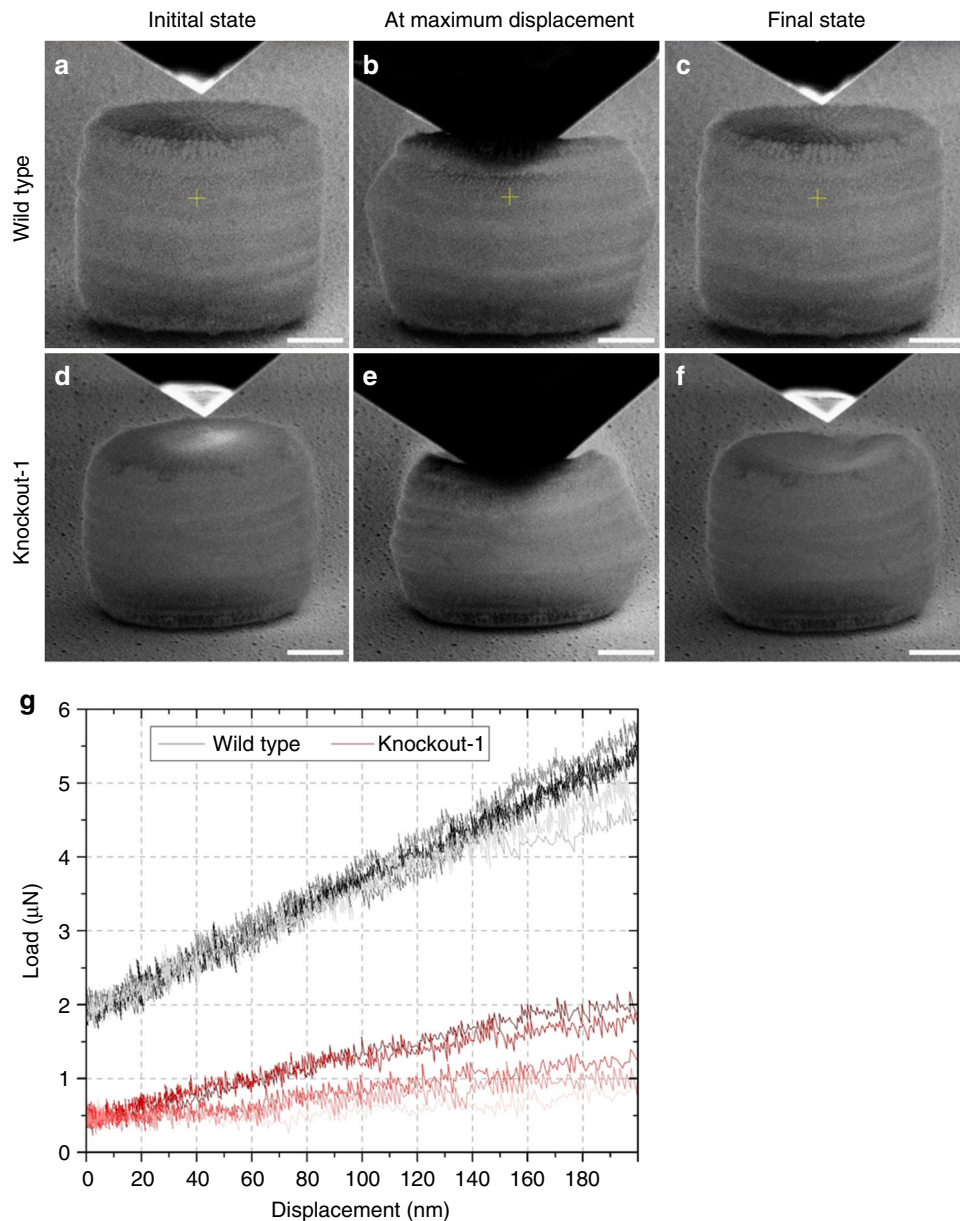 Initital state
At maximum displacement
Final state
Wild type
a
b
c
Knockout-1
d
e
f
g
Wild type
Knockout-1
Load (μN)
6
5
4
3
2
1
0
0 20 40 60 80 100 120 140 160 180
Displacement (nm)